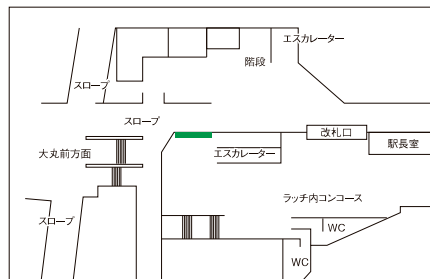 エスカレーター
階段
スロープ
スロープ
改札口
大丸前方面
エスカレーター
駅長室
ラッチ内コンコース
スロープ
WC
WC